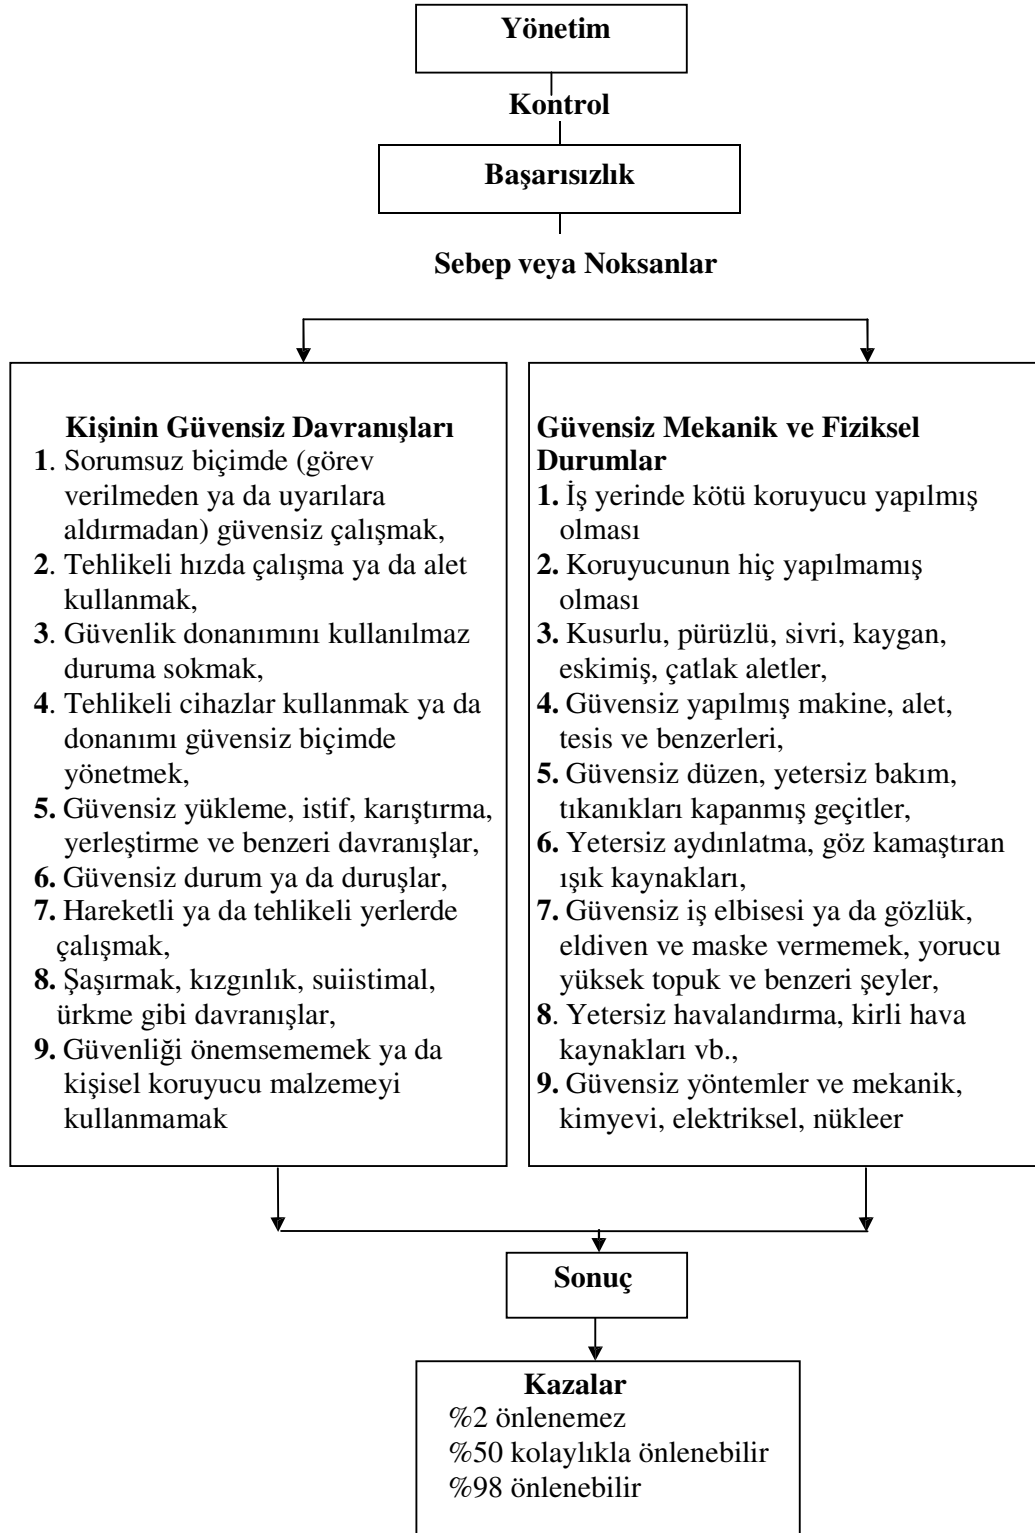 Yönetim
Kontrol
Başarısızlık
Sebep veya Noksanlar
Kişinin Güvensiz Davranışları
1. Sorumsuz biçimde (görev
verilmeden ya da uyarılara
aldırmadan) güvensiz çalışmak,
2. Tehlikeli hızda çalışma ya da alet
kullanmak,
3. Güvenlik donanımını kullanılmaz
duruma sokmak,
4. Tehlikeli cihazlar kullanmak ya da
donanımı güvensiz biçimde
yönetmek,
5. Güvensiz yükleme, istif, karıştırma,
yerleştirme ve benzeri davranışlar,
6. Güvensiz durum ya da duruşlar,
7. Hareketli ya da tehlikeli yerlerde
çalışmak,
8. Şaşırmak, kızgınlık, suiistimal,
ürkme gibi davranışlar,
9. Güvenliği önemsememek ya da
kişisel koruyucu malzemeyi
kullanmamak
Güvensiz Mekanik ve Fiziksel
Durumlar
1. İş yerinde kötü koruyucu yapılmış
olması
2. Koruyucunun hiç yapılmamış
olması
3. Kusurlu, pürüzlü, sivri, kaygan,
eskimiş, çatlak aletler,
4. Güvensiz yapılmış makine, alet,
tesis ve benzerleri,
5. Güvensiz düzen, yetersiz bakım,
tıkanıkları kapanmış geçitler,
6. Yetersiz aydınlatma, göz kamaştıran
ışık kaynakları,
7. Güvensiz iş elbisesi ya da gözlük,
eldiven ve maske vermemek, yorucu
yüksek topuk ve benzeri şeyler,
8. Yetersiz havalandırma, kirli hava
kaynakları vb.,
9. Güvensiz yöntemler ve mekanik,
kimyevi, elektriksel, nükleer
Sonuç
Kazalar
%2 önlenemez
%50 kolaylıkla önlenebilir
%98 önlenebilir